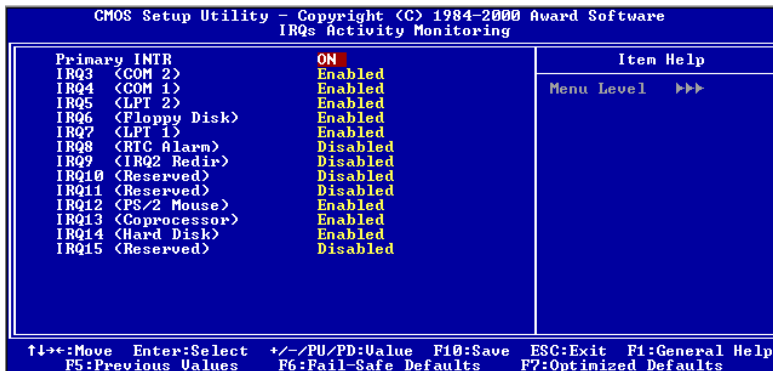 CMOS Setup Utility - Copyright (C) 1984-2000 Award Software
IRQs Activity Monitoring
Primary INTR ON
IRQ3 (COM 2) Enabled
IRQ4 (COM 1) Enabled
IRQ5 (LPT 2) Enabled
IRQ6 (Floppy Disk) Enabled
IRQ7 (LPT 1) Enabled
IRQ8 (RTC Alarm) Disabled
IRQ9 (IRQ2 Redir) Disabled
IRQ10 (Reserved) Disabled
IRQ11 (Reserved) Disabled
IRQ12 (PS/2 Mouse) Enabled
IRQ13 (Coprocessor) Enabled
IRQ14 (Hard Disk) Enabled
IRQ15 (Reserved) Disabled
Item Help
Menu Level ►►►
↑↓→←:Move Enter:Select +/-/PU/PD:Value F10:Save ESC:Exit F1:General Help
F5:Previous Values F6:Fail-Safe Defaults F7:Optimized Defaults